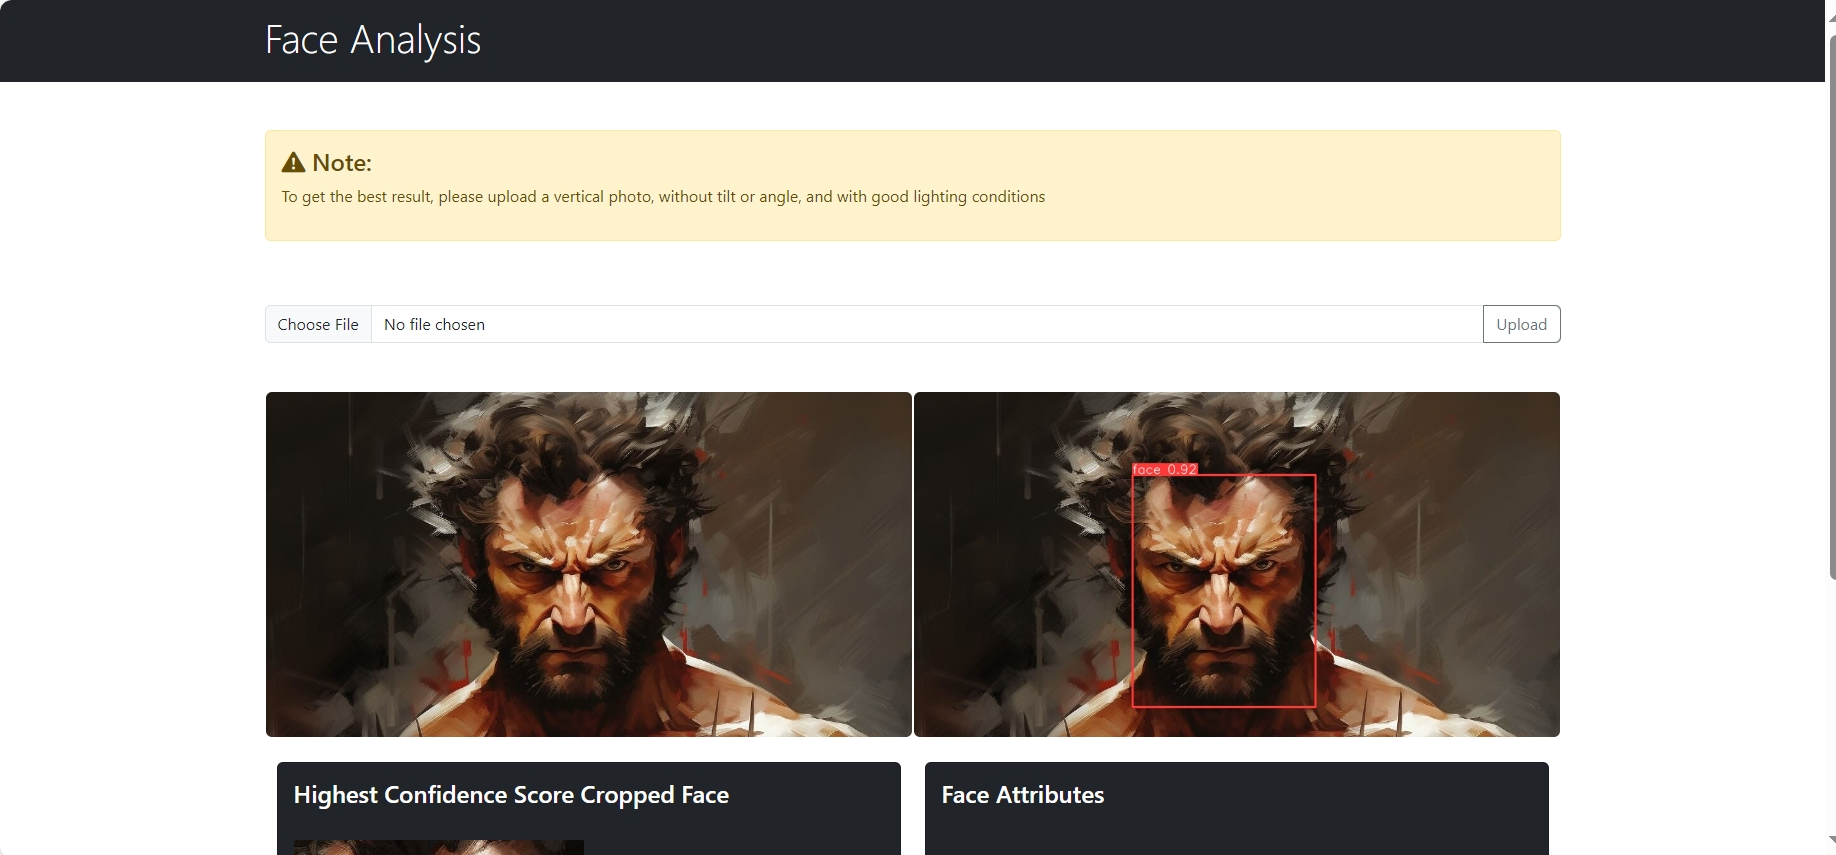 Face Analysis
Note:
To get the best result, please upload a vertical photo, without tilt or angle, and with good lighting conditions
Choose File No file chosen Upload
face 0.92
Highest Confidence Score Cropped Face
Face Attributes